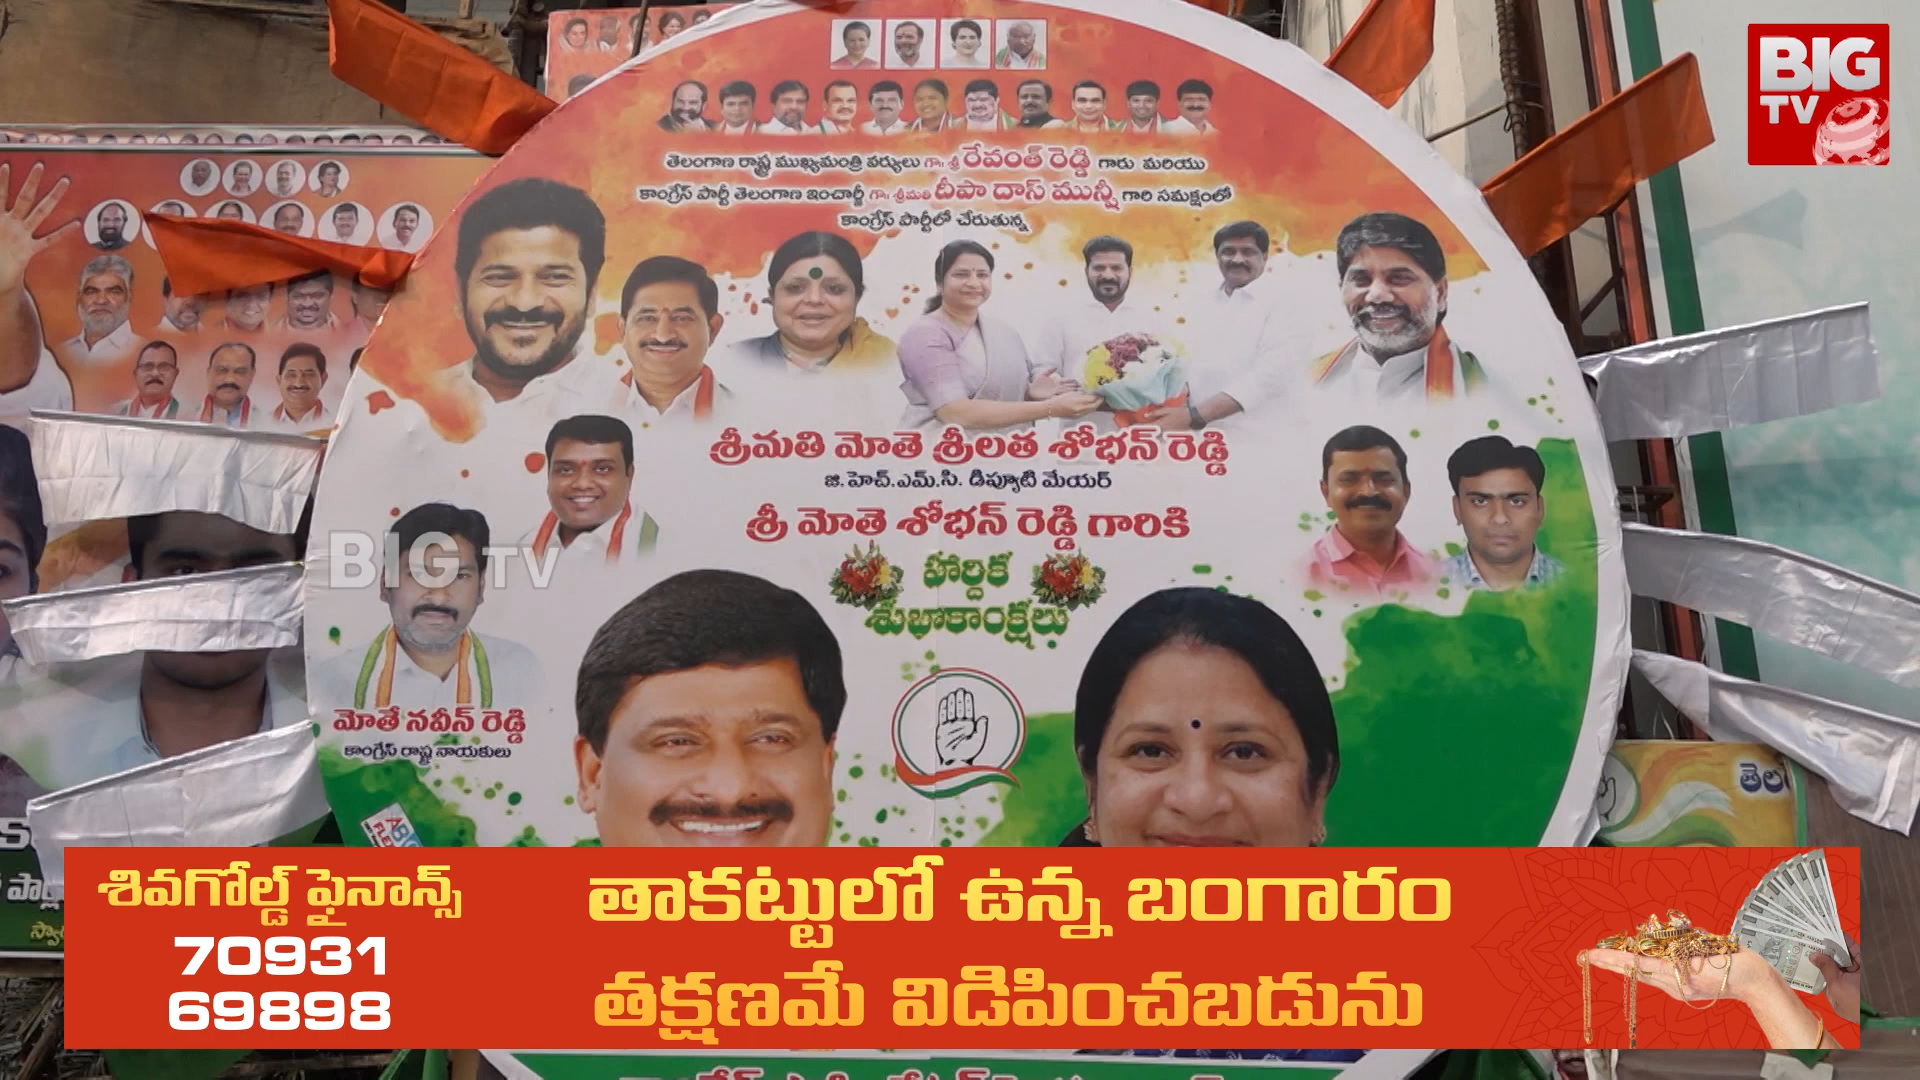 BIG
TV
తెలంగాణ రాష్ట్ర ముఖ్యమంత్రి వర్యులు గౌ॥ శ్రీ రేవంత్ రెడ్డి గారు మరియు
కాంగ్రేస్ పార్టీ తెలంగాణ ఇంచార్జీ గౌ॥ శ్రీమతి దీపా దాస్ మున్షీ గారి సమక్షంలో
కాంగ్రేస్ పార్టీలో చేరుతున్న
శ్రీమతి మోతె శ్రీలత శోభన్ రెడ్డి
జి.హెచ్.ఎమ్.సి. డిప్యూటి మేయర్
శ్రీ మోతె శోభన్ రెడ్డి గారికి
హార్దిక
శుభాకాంక్షలు
BIG TV
మోతే నవీన్ రెడ్డి
కాంగ్రేస్ రాష్ట్ర నాయకులు
శివగోల్డ్ ఫైనాన్స్
70931
69898
తాకట్టులో ఉన్న బంగారం
తక్షణమే విడిపించబడును